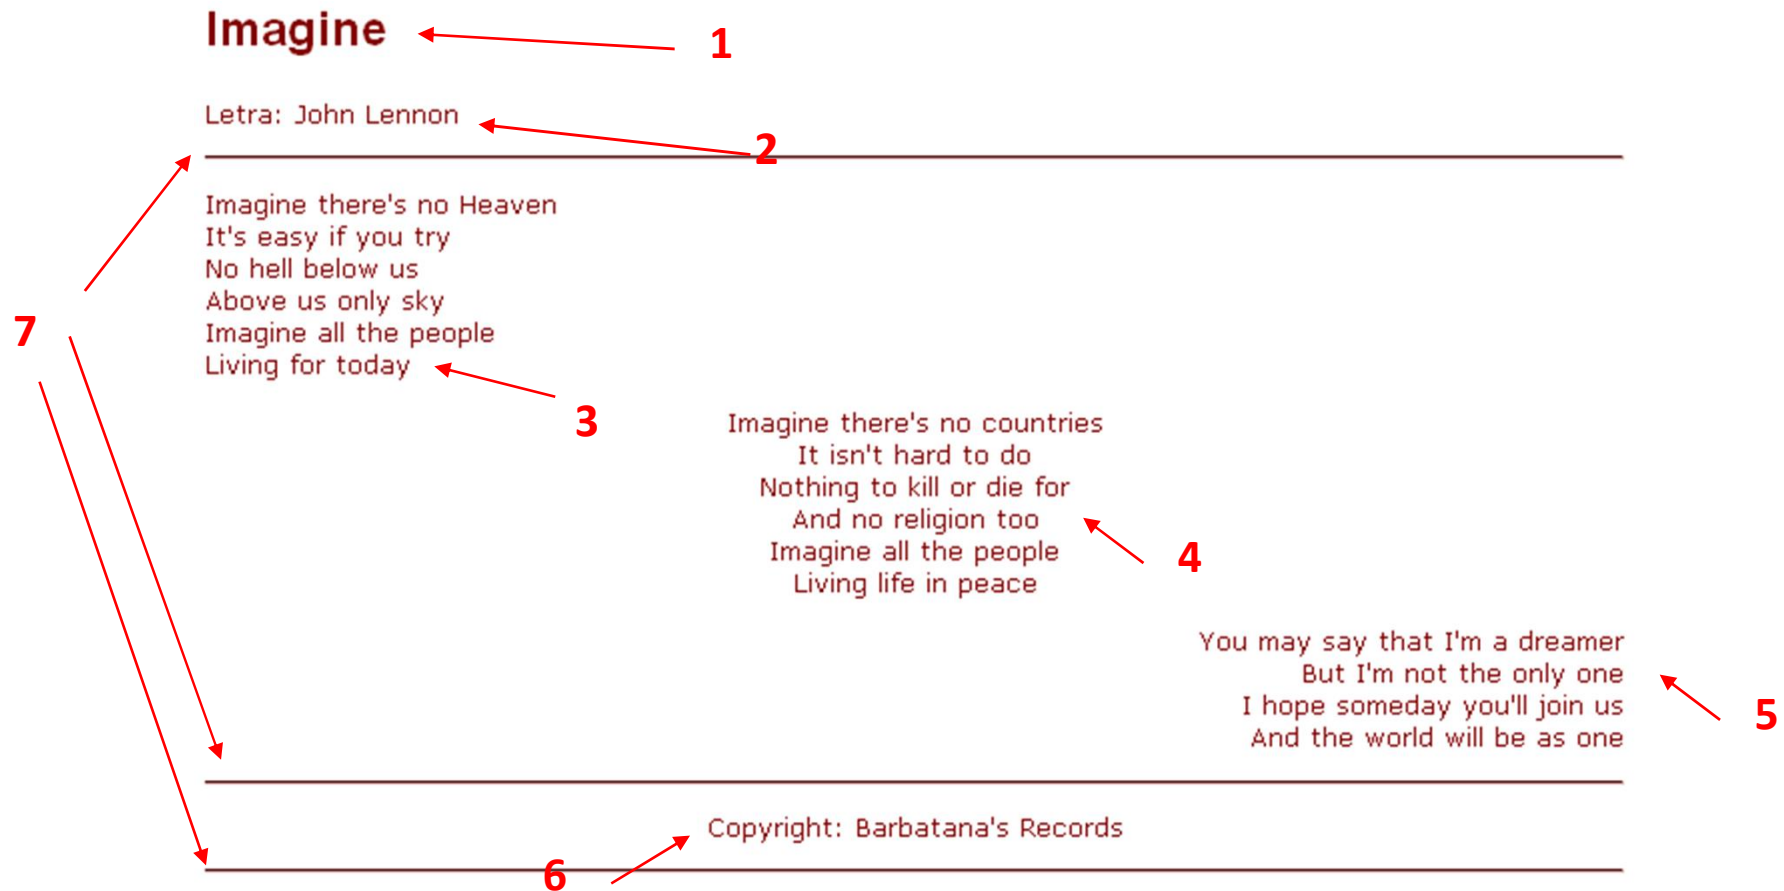 Imagine
1
Letra: John Lennon
2
Imagine there's no Heaven
It's easy if you try
No hell below us
Above us only sky
Imagine all the people
Living for today
7
3
Imagine there's no countries
It isn't hard to do
Nothing to kill or die for
And no religion too
Imagine all the people
Living life in peace
4
You may say that I'm a dreamer
But I'm not the only one
I hope someday you'll join us
And the world will be as one
5
Copyright: Barbatana's Records
6